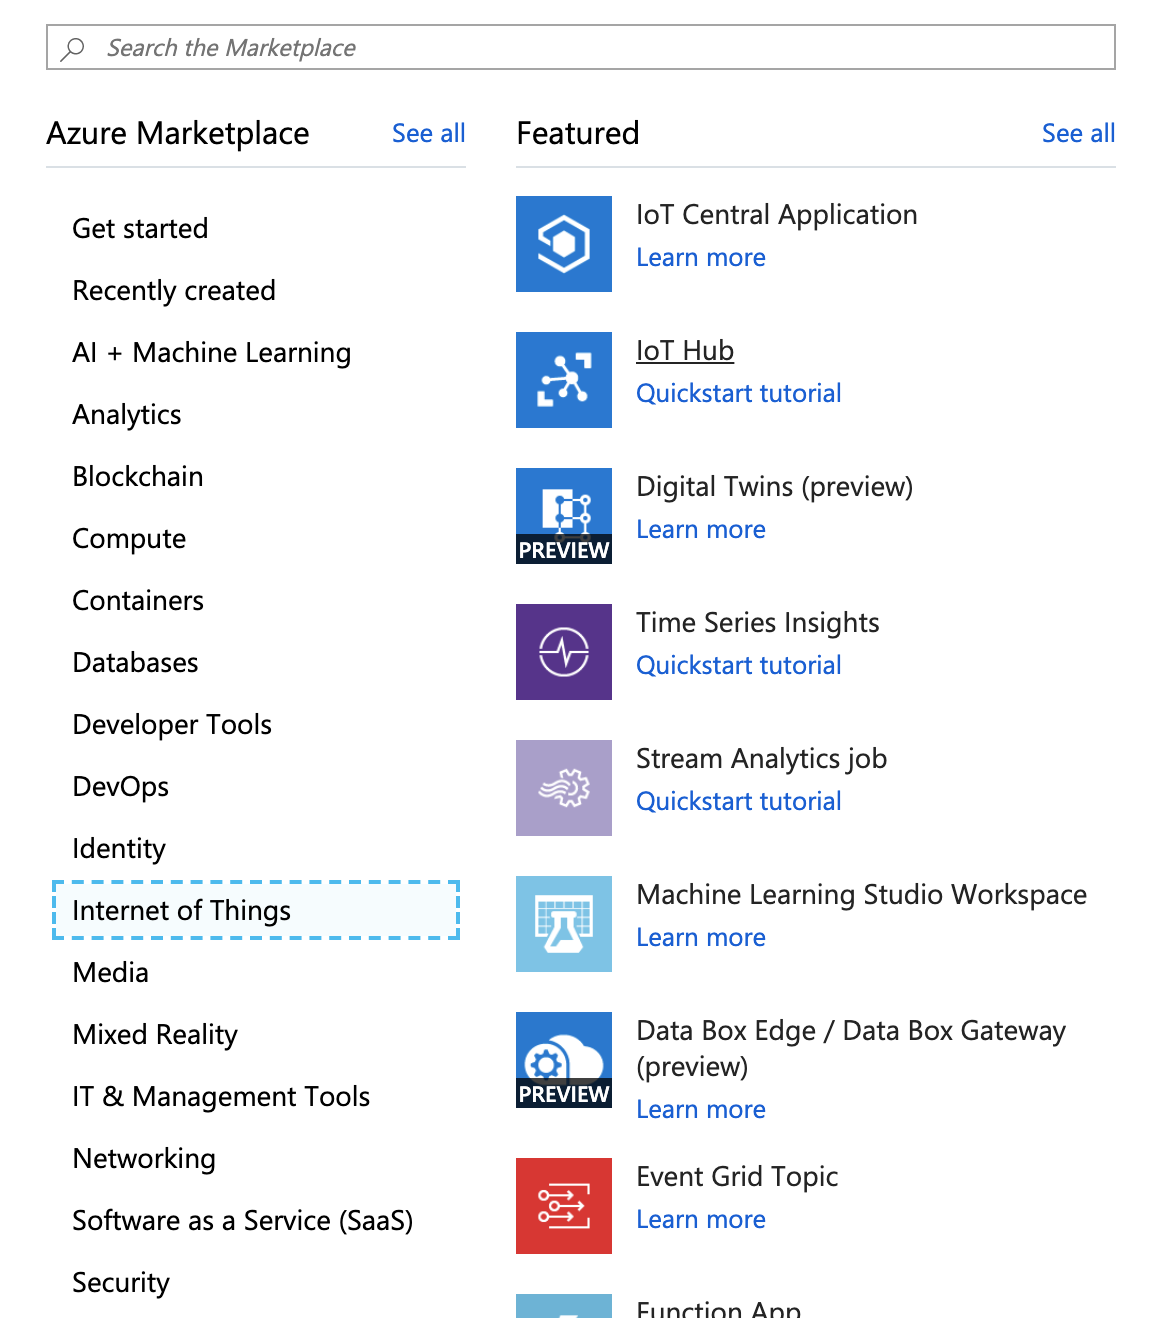 Search the Marketplace
Azure Marketplace
See all
Get started
Recently created
AI + Machine Learning
Analytics
Blockchain
Compute
Containers
Databases
Developer Tools
DevOps
Identity
Internet of Things
Media
Mixed Reality
IT & Management Tools
Networking
Software as a Service (SaaS)
Security
Featured
See all
IoT Central Application
Learn more
IoT Hub
Quickstart tutorial
Digital Twins (preview)
Learn more
PREVIEW
Time Series Insights
Quickstart tutorial
Stream Analytics job
Quickstart tutorial
Machine Learning Studio Workspace
Learn more
Data Box Edge / Data Box Gateway
(preview)
Learn more
PREVIEW
Event Grid Topic
Learn more
Function App